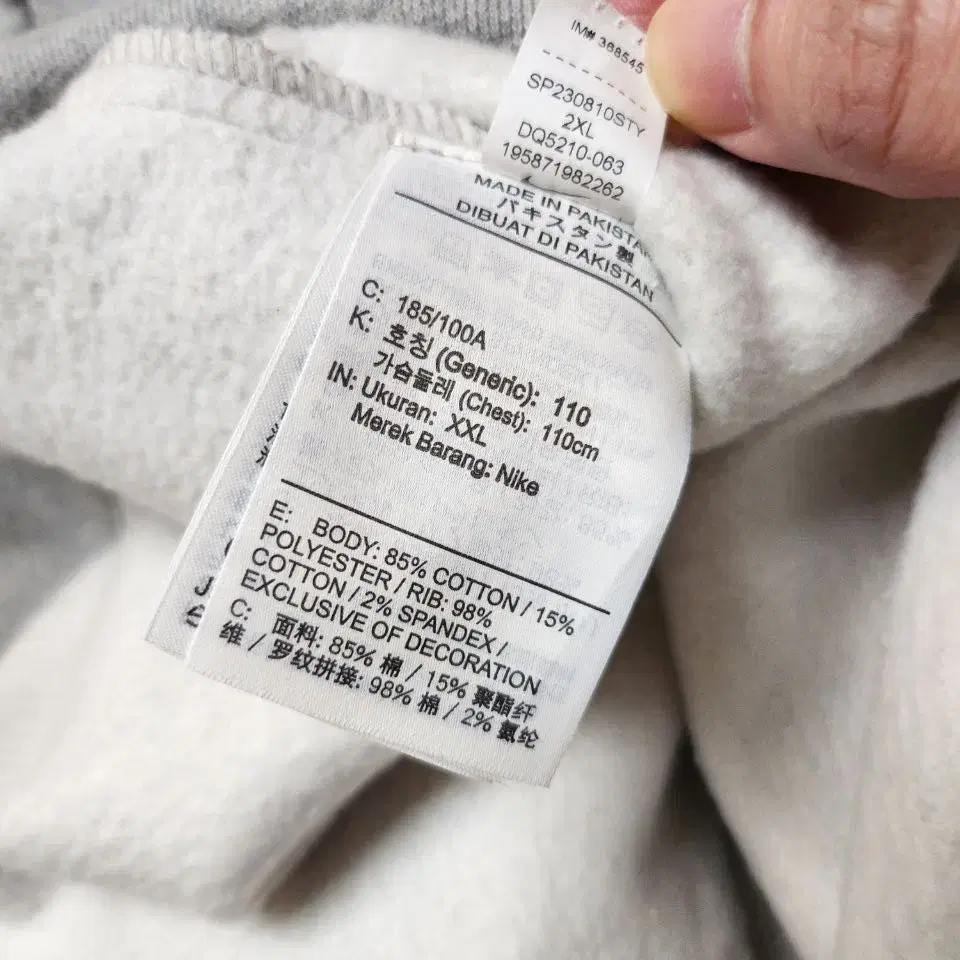 IM# 388545
SP230810STY
2XL
DQ5210-063
195871982262
MADE IN PAKISTAN
パキスタン製
DIBUAT DI PAKISTAN
C: 185/100A
K: 호칭 (Generic): 110
가슴둘레 (Chest): 110cm
IN: Ukuran: XXL
Merek Barang: Nike
E: BODY: 85% COTTON / 15%
POLYESTER / RIB: 98%
COTTON / 2% SPANDEX /
EXCLUSIVE OF DECORATION
C: 面料: 85% 棉 / 15% 聚酯纤
维 / 罗纹拼接: 98% 棉 / 2% 氨纶